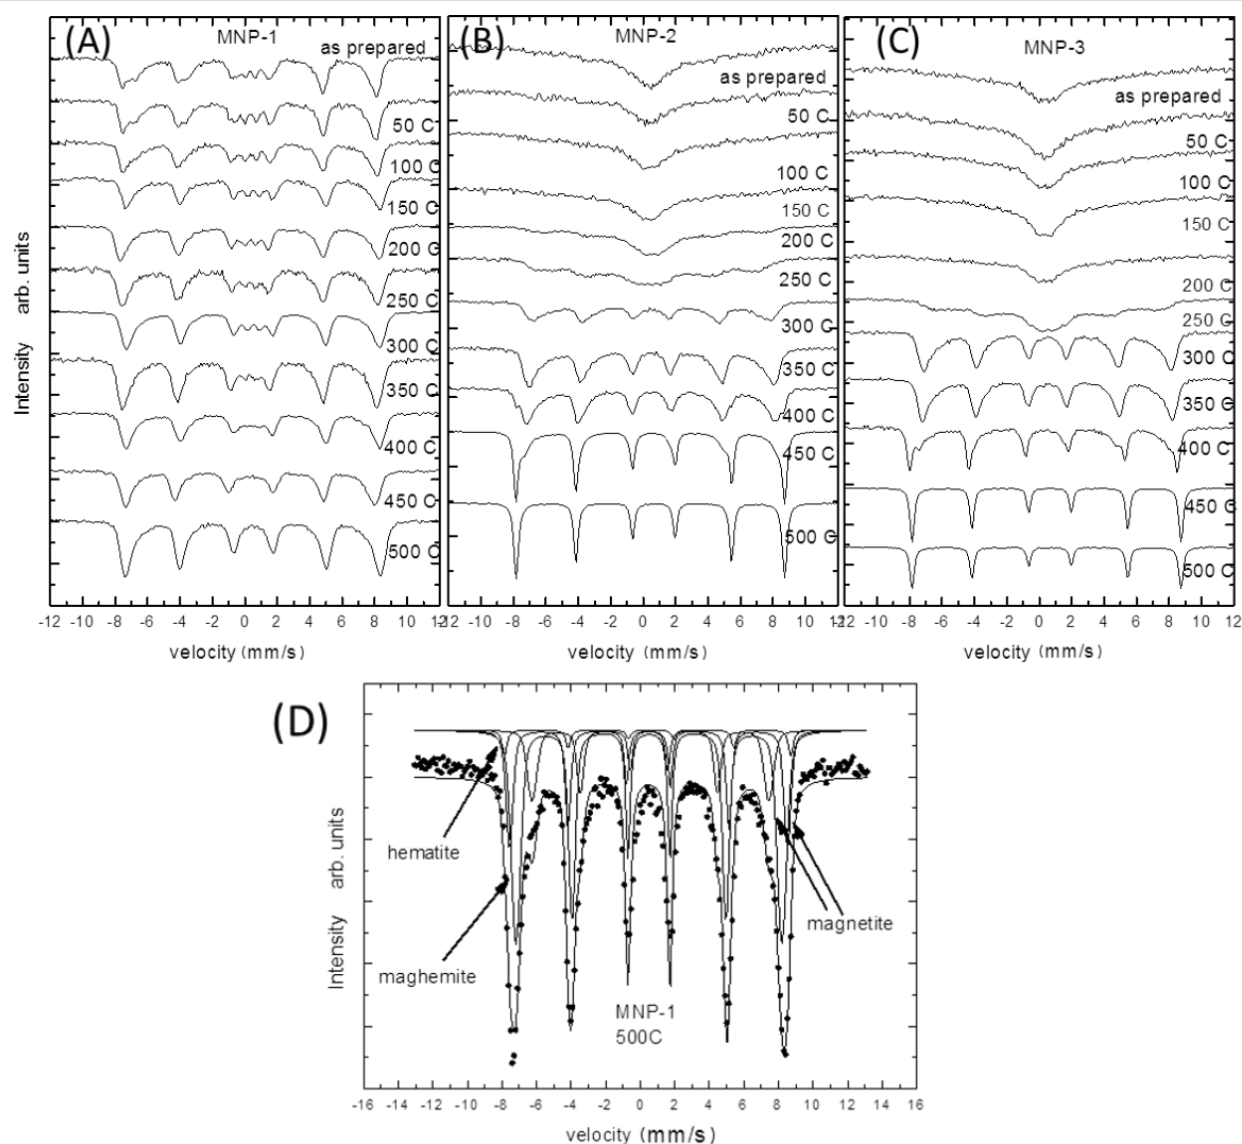 (A)
MNP-1
as prepared
50 C
100 C
150 C
200 C
250 C
300 C
350 C
400 C
450 C
500 C
(B)
MNP-2
as prepared
50 C
100 C
150 C
200 C
250 C
300 C
350 C
400 C
450 C
500 C
(C)
MNP-3
as prepared
50 C
100 C
150 C
200 C
250 C
300 C
350 C
400 C
450 C
500 C
Intensity arb. units
-12 -10 -8 -6 -4 -2 0 2 4 6 8 10
-10 -8 -6 -4 -2 0 2 4 6 8 10
-10 -8 -6 -4 -2 0 2 4 6 8 10 12
velocity (mm/s)
velocity (mm/s)
velocity (mm/s)
(D)
hematite
maghemite
magnetite
MNP-1
500C
Intensity arb. units
-16 -14 -12 -10 -8 -6 -4 -2 0 2 4 6 8 10 12 14 16
velocity (mm/s)